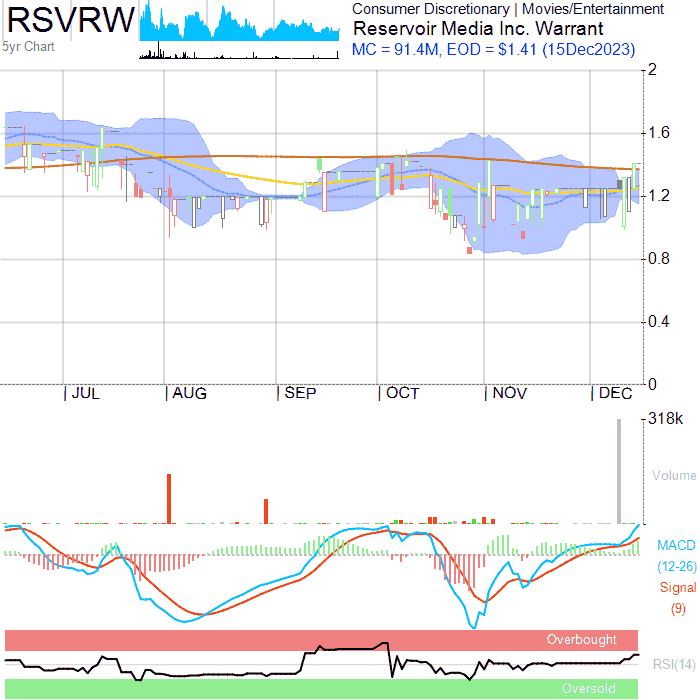 RSVRW
5yr Chart
Consumer Discretionary | Movies/Entertainment
Reservoir Media Inc. Warrant
MC = 91.4M, EOD = $1.41 (15Dec2023)
2
1.6
1.2
0.8
0.4
0
JUL AUG SEP OCT NOV DEC
318k
Volume
MACD
(12-26)
Signal
(9)
Overbought
RSI(14)
Oversold